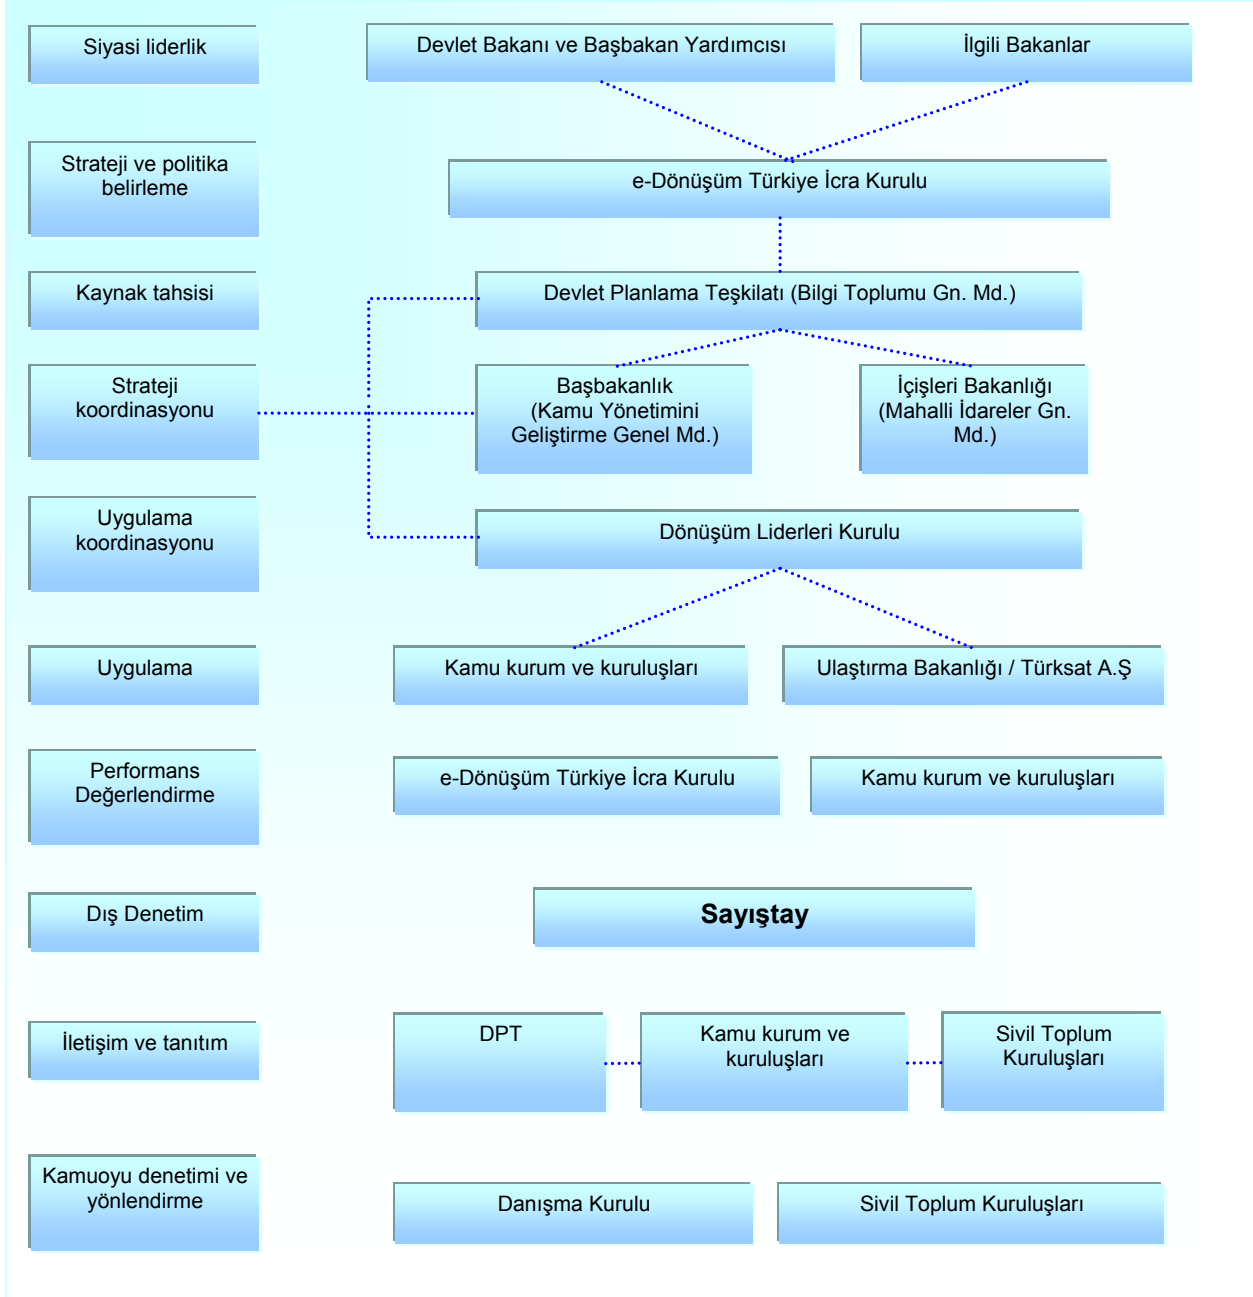 Siyasi liderlik
Devlet Bakanı ve Başbakan Yardımcısı
İlgili Bakanlar
Strateji ve politika
belirleme
e-Dönüşüm Türkiye İcra Kurulu
Kaynak tahsisi
Devlet Planlama Teşkilatı (Bilgi Toplumu Gn. Md.)
Strateji
koordinasyonu
Başbakanlık
(Kamu Yönetimini
Geliştirme Genel Md.)
İçişleri Bakanlığı
(Mahalli İdareler Gn.
Md.)
Uygulama
koordinasyonu
Dönüşüm Liderleri Kurulu
Uygulama
Kamu kurum ve kuruluşları
Ulaştırma Bakanlığı / Türksat A.Ş
Performans
Değerlendirme
e-Dönüşüm Türkiye İcra Kurulu
Kamu kurum ve kuruluşları
Dış Denetim
Sayıştay
İletişim ve tanıtım
DPT
Kamu kurum ve
kuruluşları
Sivil Toplum
Kuruluşları
Kamuoyu denetimi ve
yönlendirme
Danışma Kurulu
Sivil Toplum Kuruluşları